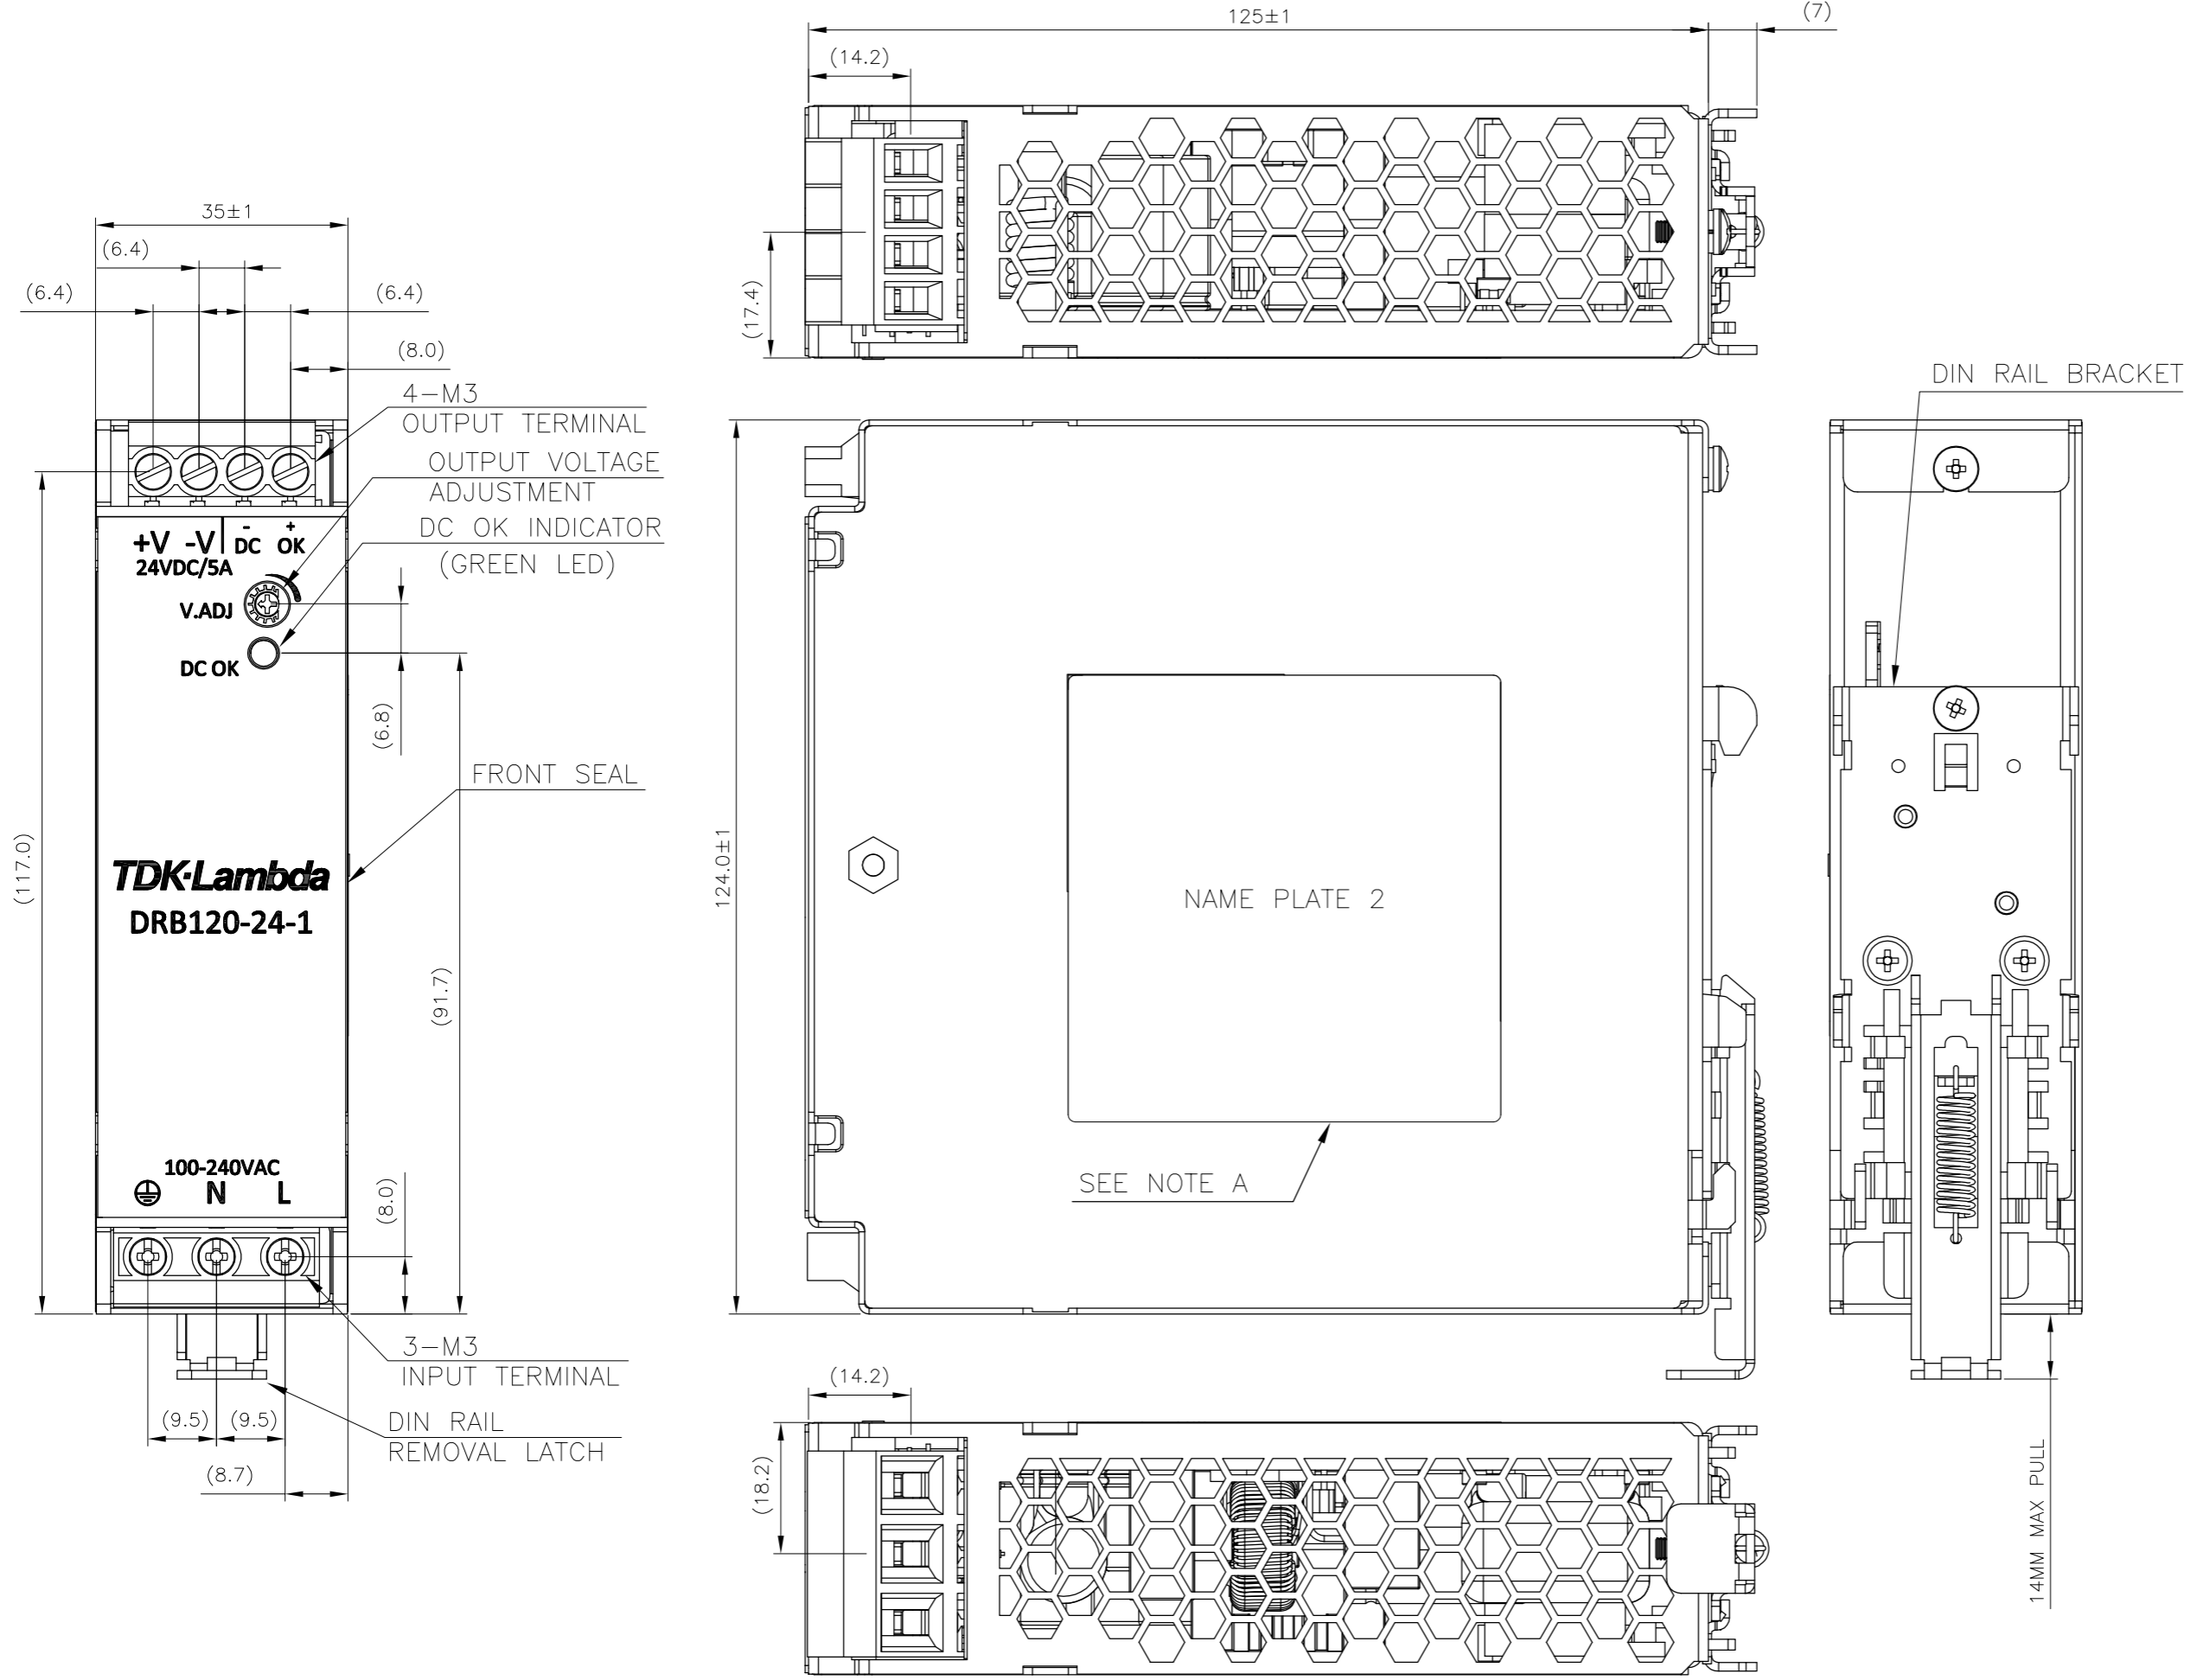 125±1
(7)
(14.2)
35±1
(6.4)
(6.4)
(6.4)
(8.0)
(17.4)
4-M3
OUTPUT TERMINAL
OUTPUT VOLTAGE
ADJUSTMENT
DC OK INDICATOR
(GREEN LED)
DIN RAIL BRACKET
- +
+V -V DC OK
24VDC/5A
V.ADJ
DC OK
(6.8)
FRONT SEAL
(117.0)
124.0±1
TDK·Lambda
DRB120-24-1
NAME PLATE 2
(91.7)
100-240VAC
N L
(8.0)
SEE NOTE A
3-M3
INPUT TERMINAL
DIN RAIL
REMOVAL LATCH
(9.5)
(9.5)
(8.7)
(14.2)
(18.2)
14MM MAX PULL